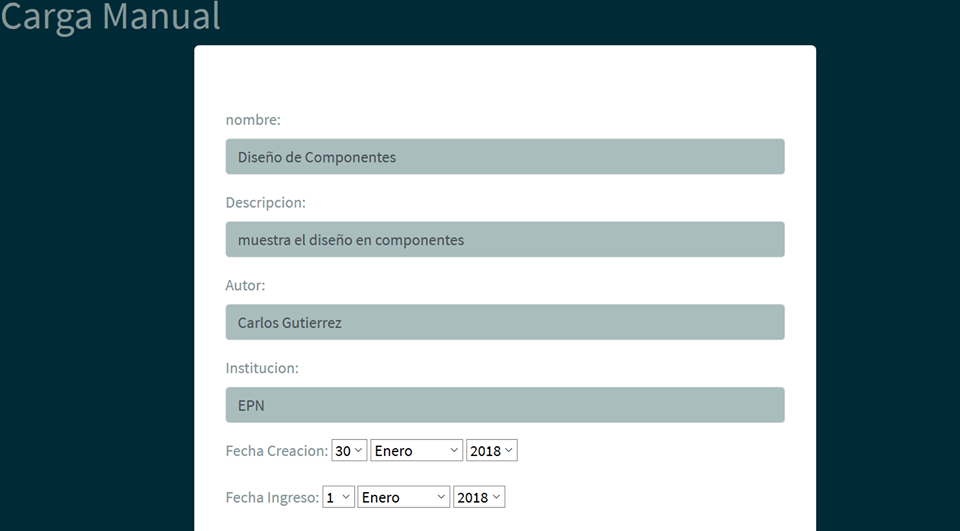 Carga Manual
nombre:
Diseño de Componentes
Descripcion:
muestra el diseño en componentes
Autor:
Carlos Gutierrez
Institucion:
EPN
Fecha Creacion: 30 Enero 2018
Fecha Ingreso: 1 Enero 2018